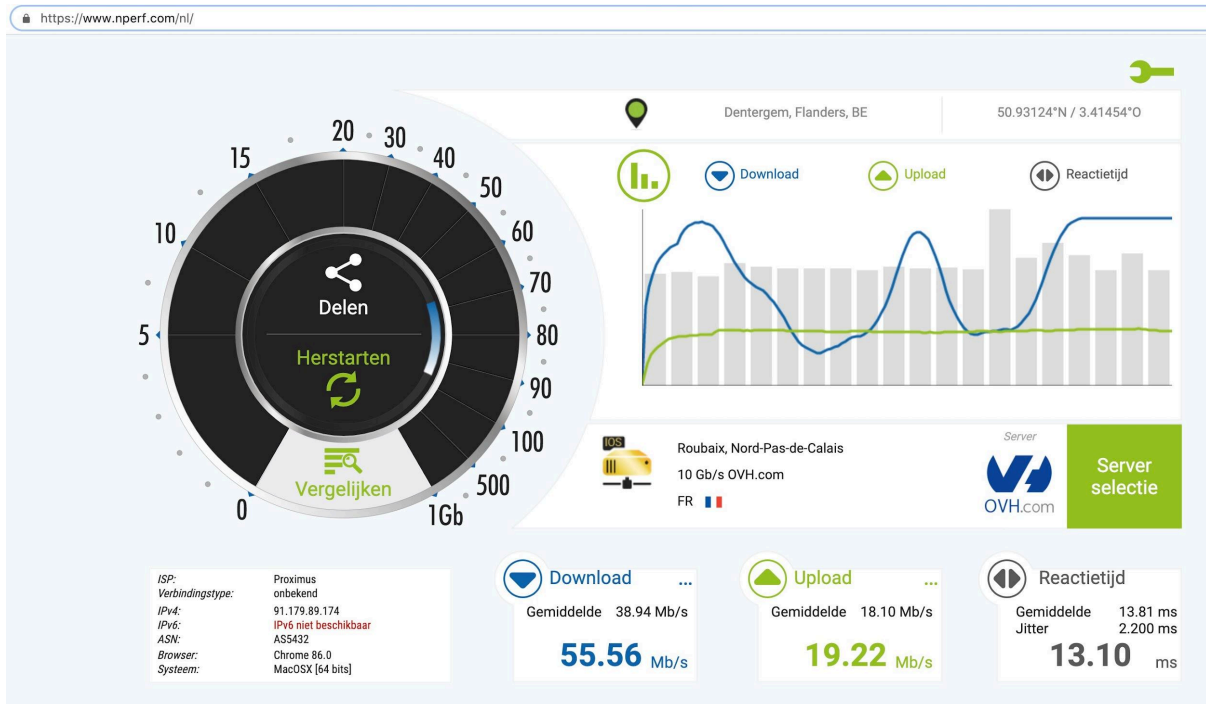 https://www.nperf.com/nl/
Dentergem, Flanders, BE 50.93124°N / 3.41454°O
Download Upload Reactietijd
0
5
10
15
20
30
40
50
60
70
80
90
100
500
1Gb
Delen
Herstarten
Vergelijken
IOS
Roubaix, Nord-Pas-de-Calais
10 Gb/s OVH.com
FR
Server
OVH.com
Server
selectie
ISP: Proximus
Verbindingstype: onbekend
IPv4: 91.179.89.174
IPv6: IPv6 niet beschikbaar
ASN: AS5432
Browser: Chrome 86.0
Systeem: MacOSX [64 bits]
Download ...
Gemiddelde 38.94 Mb/s
55.56 Mb/s
Upload ...
Gemiddelde 18.10 Mb/s
19.22 Mb/s
Reactietijd
Gemiddelde 13.81 ms
Jitter 2.200 ms
13.10 ms